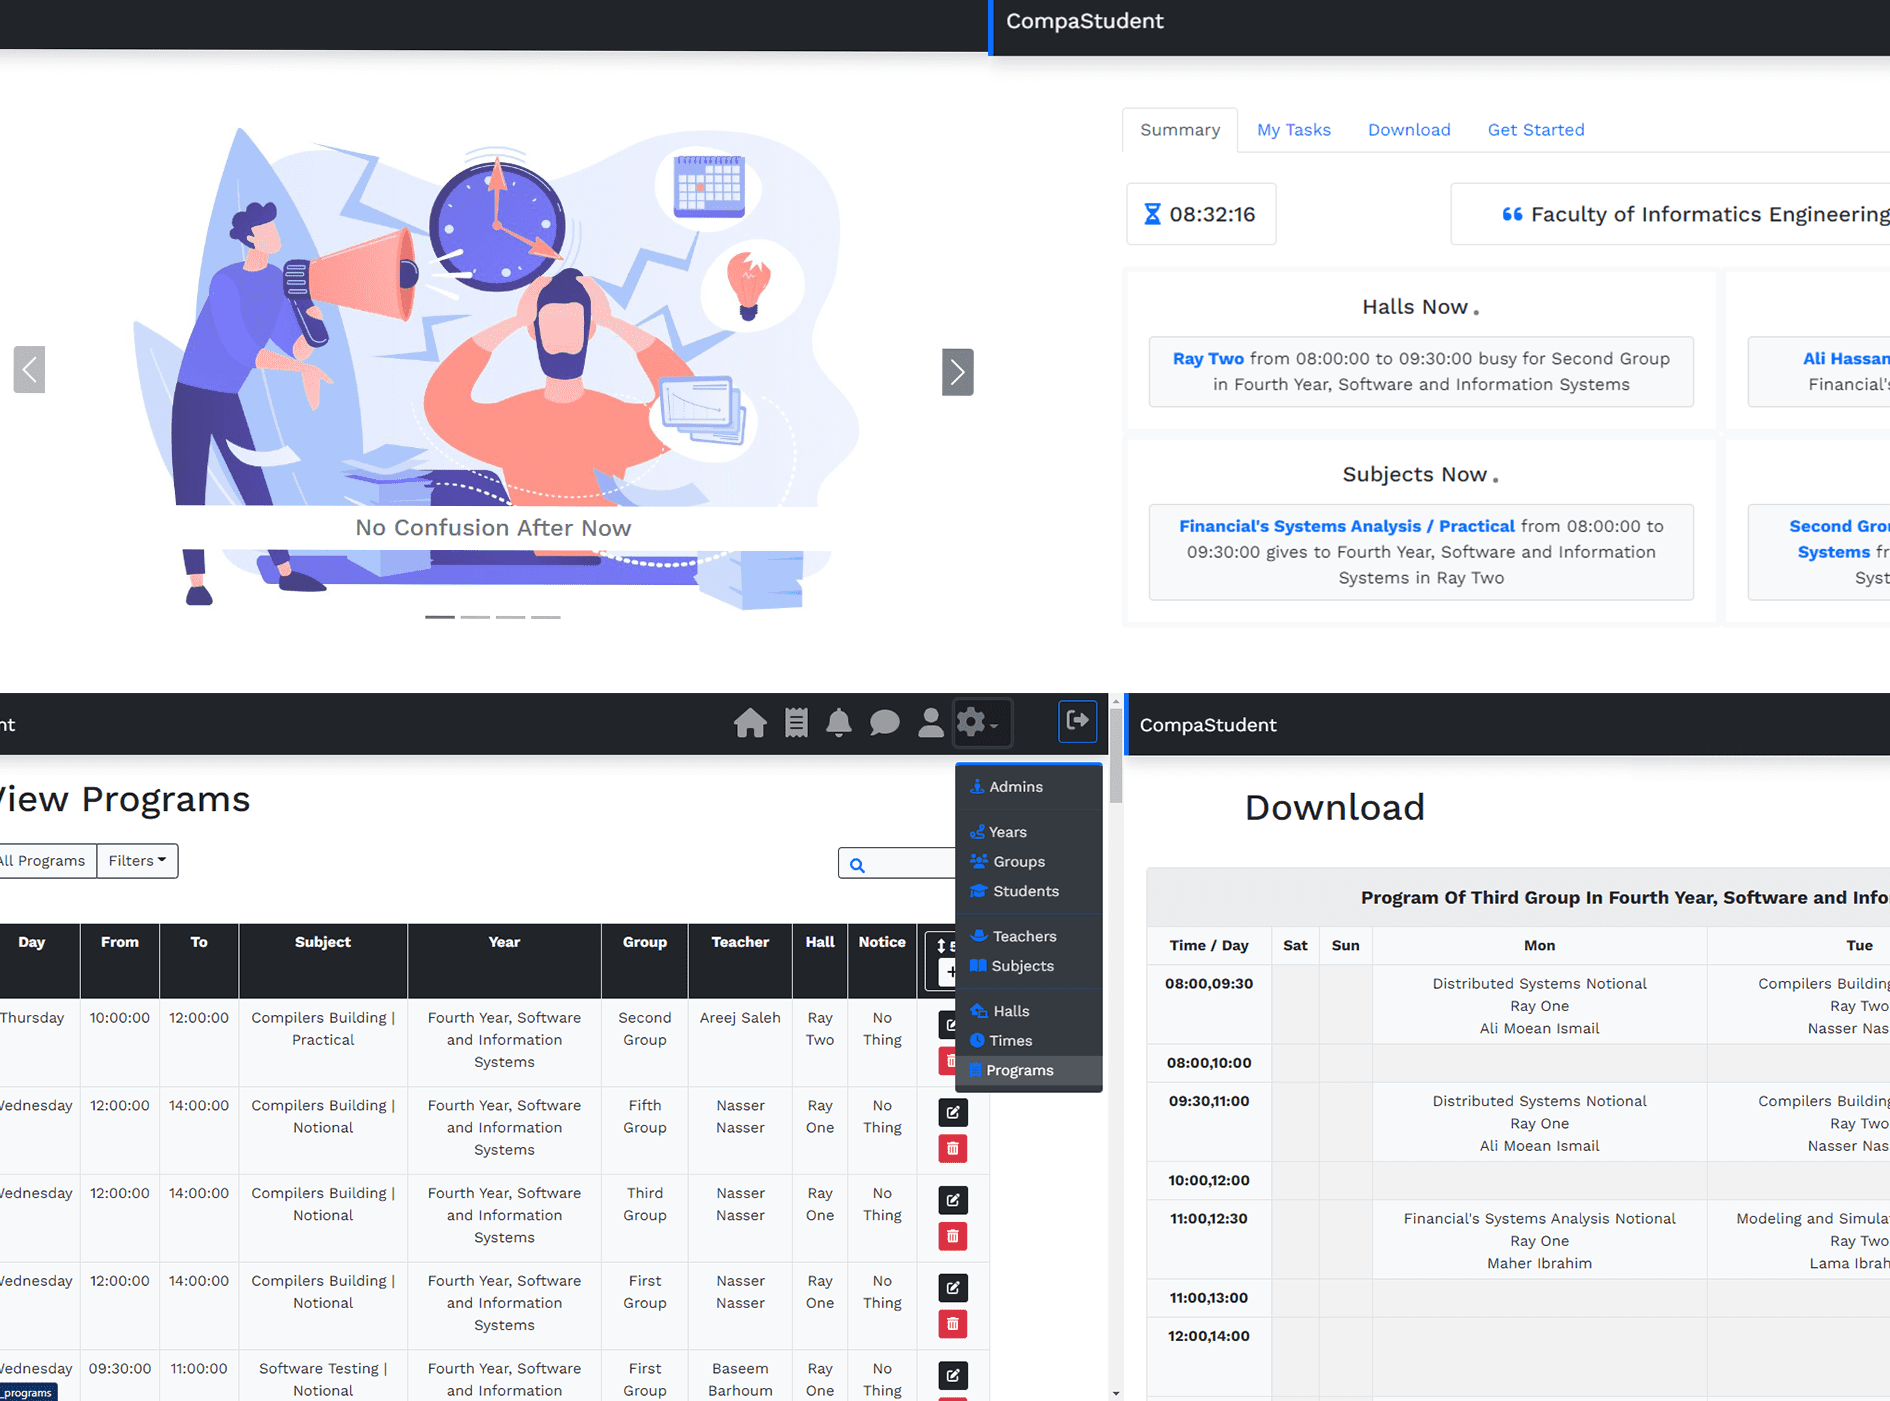 CompaStudent
No Confusion After Now
Summary
My Tasks
Download
Get Started
08:32:16
Faculty of Informatics Engineering
Halls Now .
Ray Two from 08:00:00 to 09:30:00 busy for Second Group
in Fourth Year, Software and Information Systems
Ali Hassan
Financial's
Subjects Now .
Financial's Systems Analysis / Practical from 08:00:00 to
09:30:00 gives to Fourth Year, Software and Information
Systems in Ray Two
Second Grou
Systems fr
Syst
nt
View Programs
All Programs
Filters
Admins
Years
Groups
Students
Teachers
Subjects
Halls
Times
Programs
Day From To Subject Year Group Teacher Hall Notice
Thursday 10:00:00 12:00:00 Compilers Building | Fourth Year, Software Second Areej Saleh Ray No
Practical and Information Group Two Thing
Systems
Wednesday 12:00:00 14:00:00 Compilers Building | Fourth Year, Software Fifth Nasser Ray No
Notional and Information Group Nasser One Thing
Systems
Wednesday 12:00:00 14:00:00 Compilers Building | Fourth Year, Software Third Nasser Ray No
Notional and Information Group Nasser One Thing
Systems
Wednesday 12:00:00 14:00:00 Compilers Building | Fourth Year, Software First Nasser Ray No
Notional and Information Group Nasser One Thing
Systems
Wednesday 09:30:00 11:00:00 Software Testing | Fourth Year, Software First Baseem Ray No
Notional and Information Group Barhoum One Thing
_programs
CompaStudent
Download
Program Of Third Group In Fourth Year, Software and Info
Time / Day Sat Sun Mon Tue
08:00,09:30 Distributed Systems Notional Compilers Building
Ray One Ray Two
Ali Moean Ismail Nasser Nas
08:00,10:00
09:30,11:00 Distributed Systems Notional Compilers Building
Ray One Ray Two
Ali Moean Ismail Nasser Nas
10:00,12:00
11:00,12:30 Financial's Systems Analysis Notional Modeling and Simula
Ray One Ray Two
Maher Ibrahim Lama Ibrah
11:00,13:00
12:00,14:00